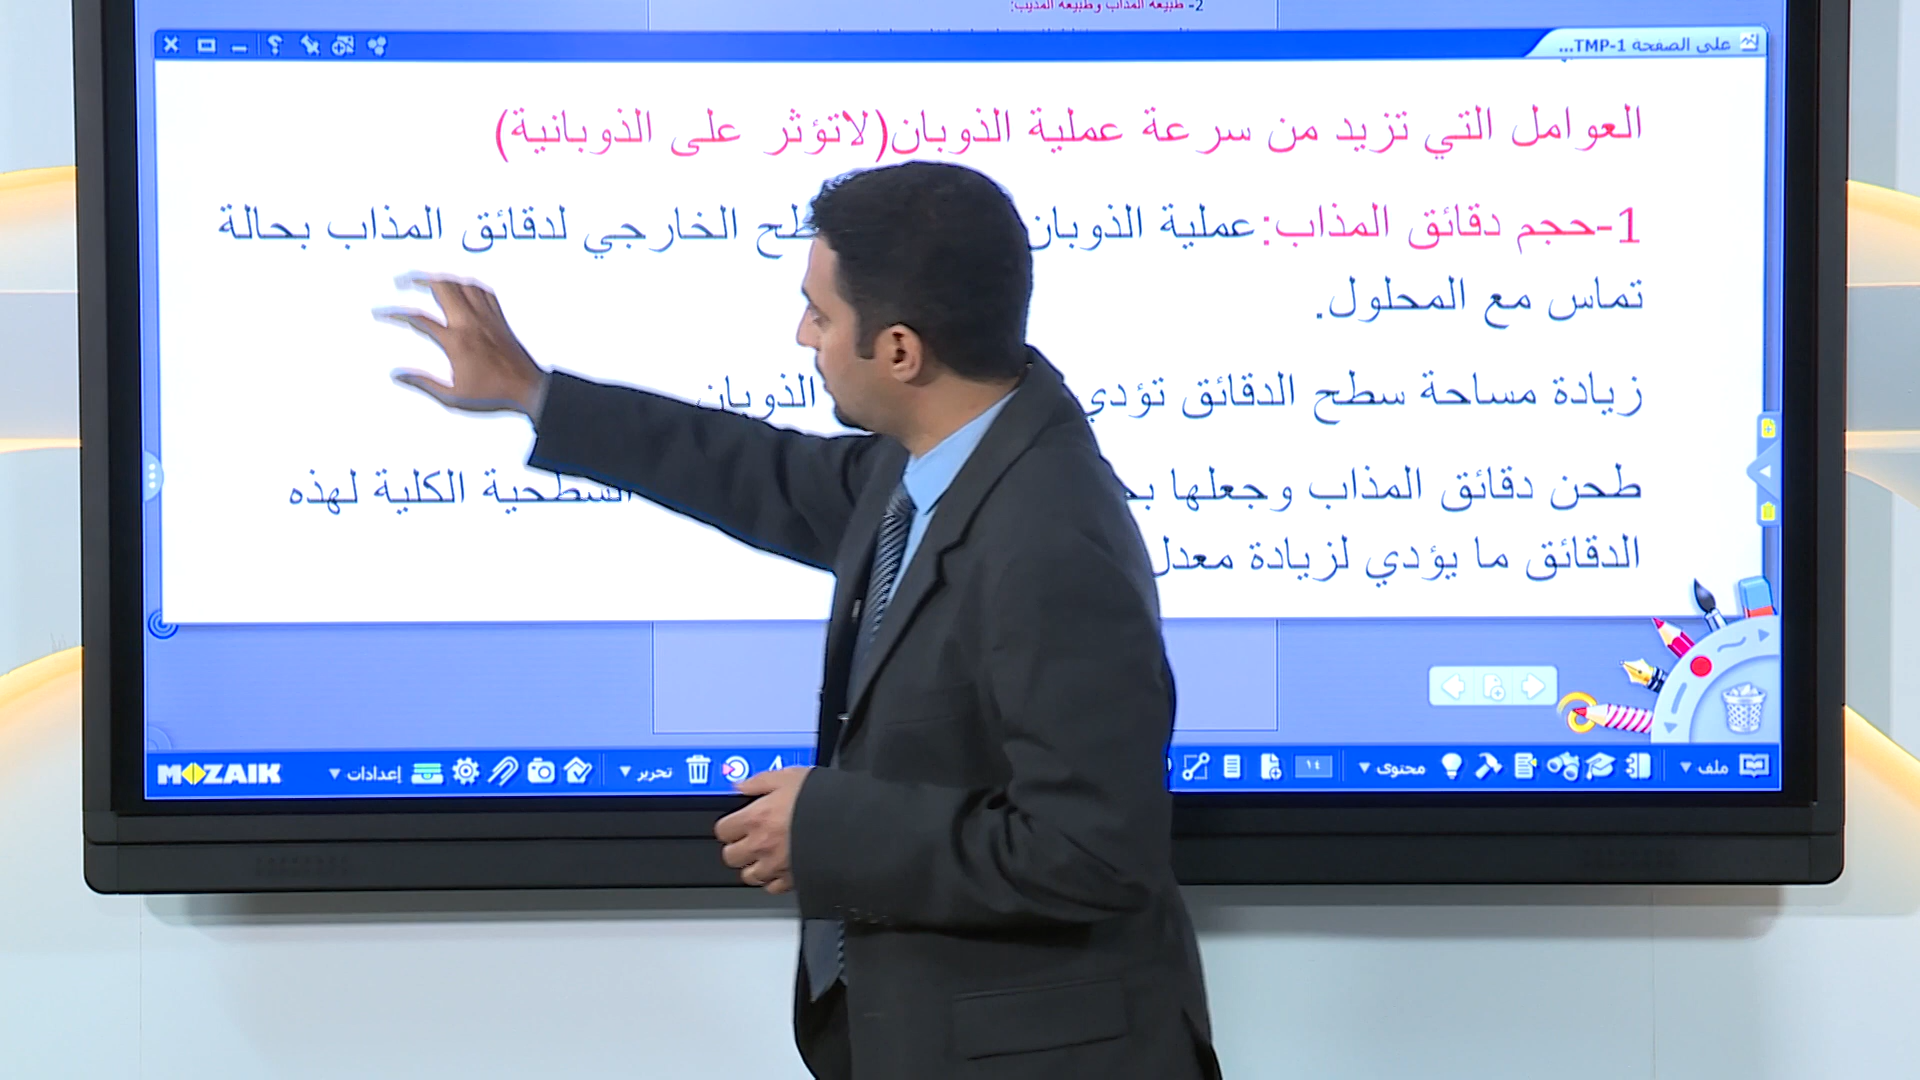 2- طبيعة المذاب وطبيعة المذيب:
على الصفحة TMP-1...
العوامل التي تزيد من سرعة عملية الذوبان(لاتؤثر على الذوبانية)
1-حجم دقائق المذاب: عملية الذوبان الخارجي لدقائق المذاب بحالة
تماس مع المحلول.
زيادة مساحة سطح الدقائق تؤدي الذوبان
طحن دقائق المذاب وجعلها السطحية الكلية لهذه
الدقائق ما يؤدي لزيادة معدل
MOZAIK إعدادات تحرير ١٤ محتوى ملف